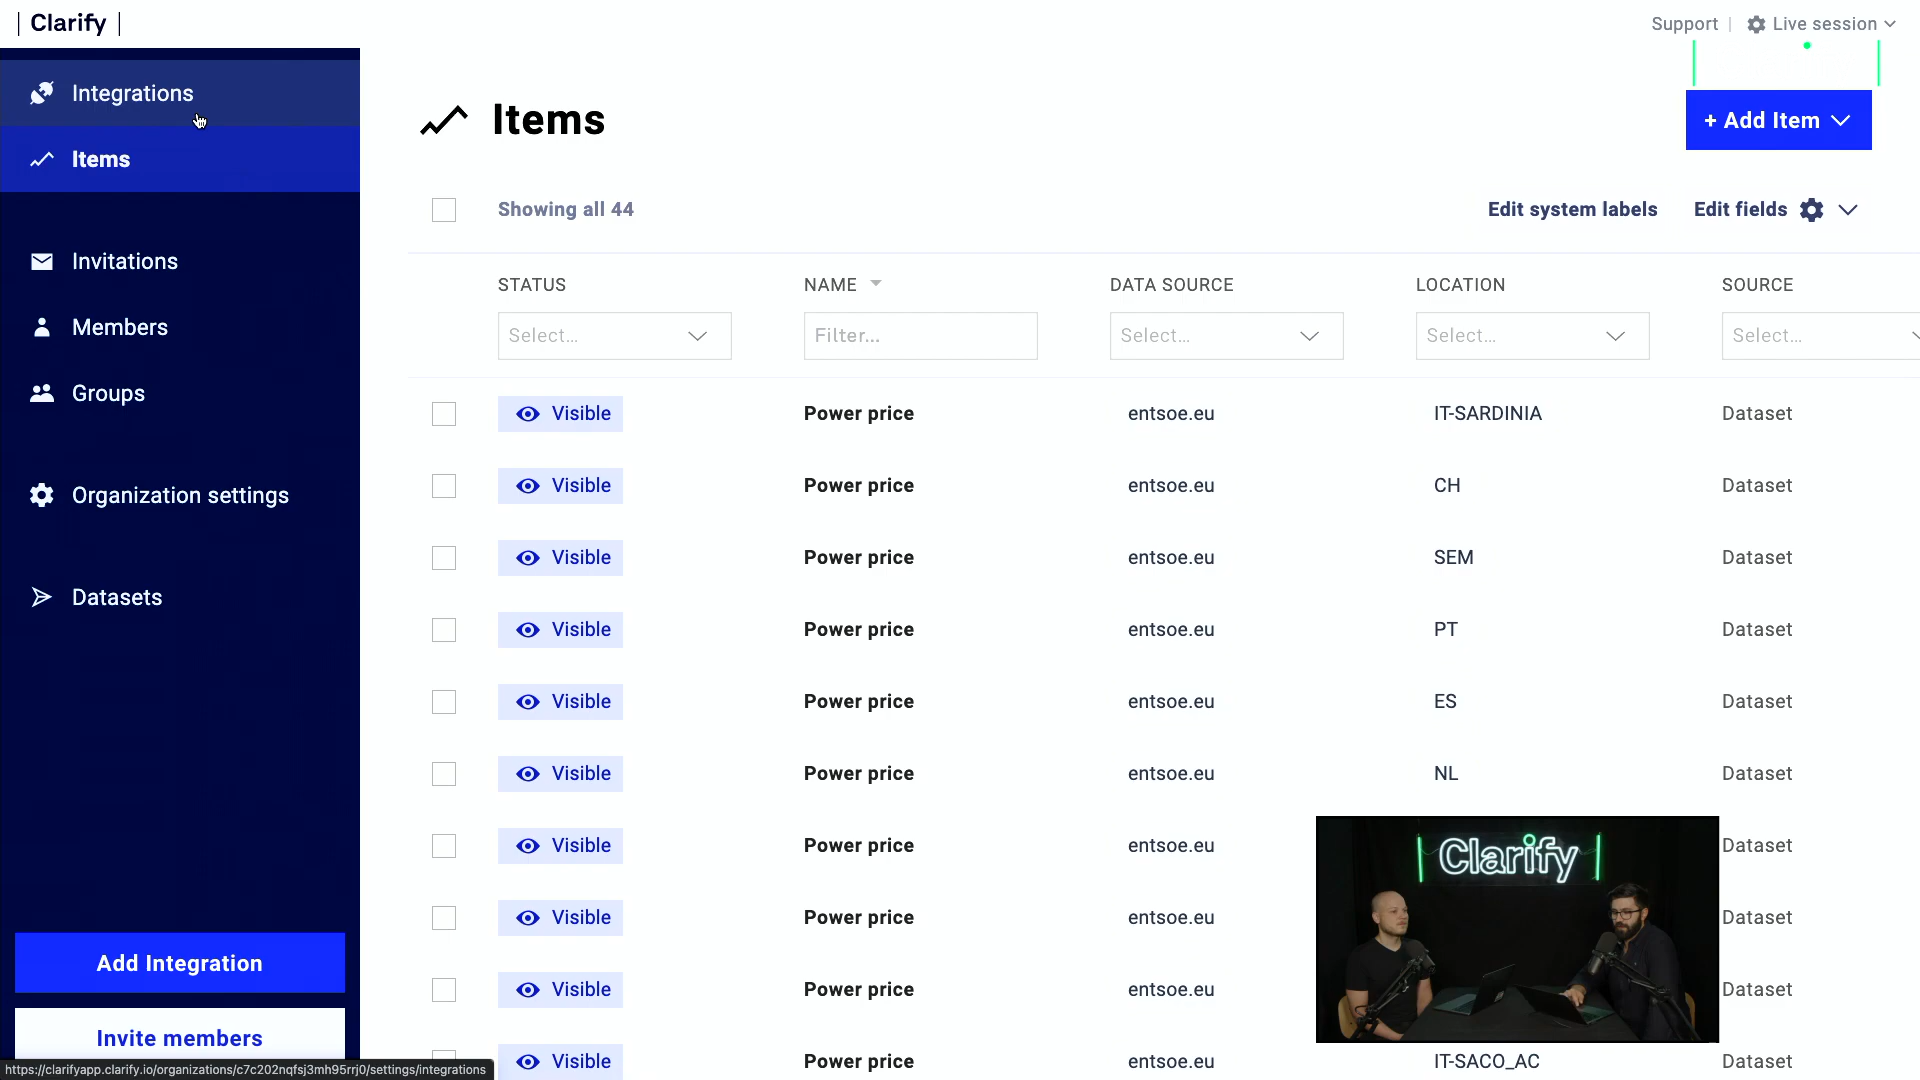 | Clarify |
Support | Live session
Integrations
Items
Invitations
Members
Groups
Organization settings
Datasets
Add Integration
Invite members
https://clarifyapp.clarify.io/organizations/c7c202nqfsj3mh95rrj0/settings/integrations
Items
+ Add Item
Showing all 44
Edit system labels Edit fields
STATUS NAME DATA SOURCE LOCATION SOURCE
Select... Filter... Select... Select... Select...
Visible Power price entsoe.eu IT-SARDINIA Dataset
Visible Power price entsoe.eu CH Dataset
Visible Power price entsoe.eu SEM Dataset
Visible Power price entsoe.eu PT Dataset
Visible Power price entsoe.eu ES Dataset
Visible Power price entsoe.eu NL Dataset
Visible Power price entsoe.eu Dataset
Clarify
Visible Power price entsoe.eu Dataset
Visible Power price entsoe.eu Dataset
Visible Power price entsoe.eu IT-SACO_AC Dataset